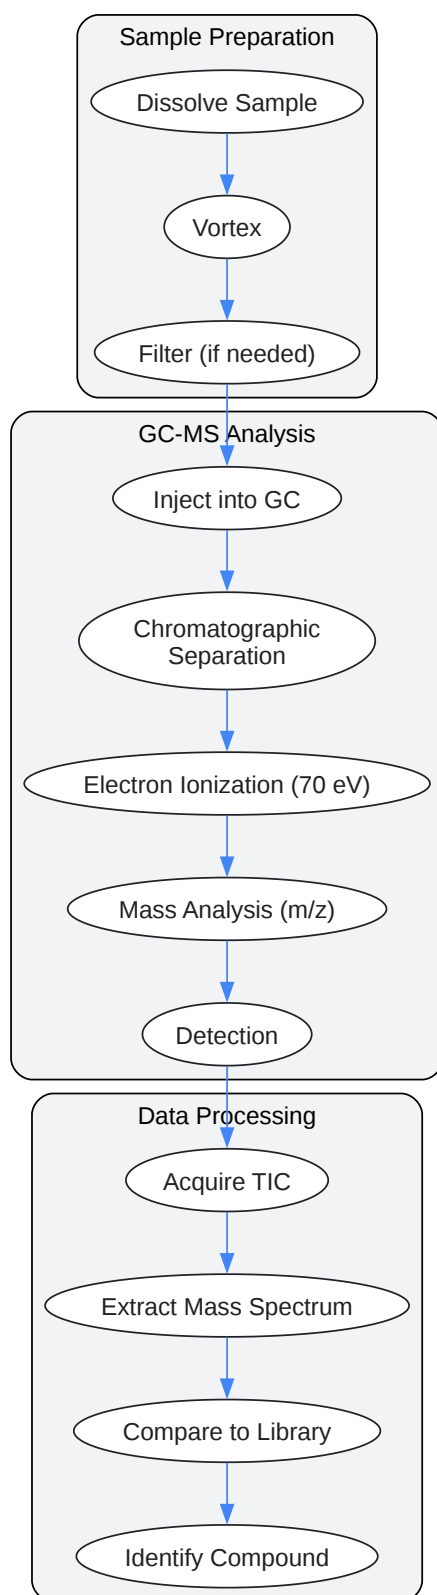 Sample Preparation
Dissolve Sample
Vortex
Filter (if needed)
GC-MS Analysis
Inject into GC
Chromatographic
Separation
Electron Ionization (70 eV)
Mass Analysis (m/z)
Detection
Data Processing
Acquire TIC
Extract Mass Spectrum
Compare to Library
Identify Compound